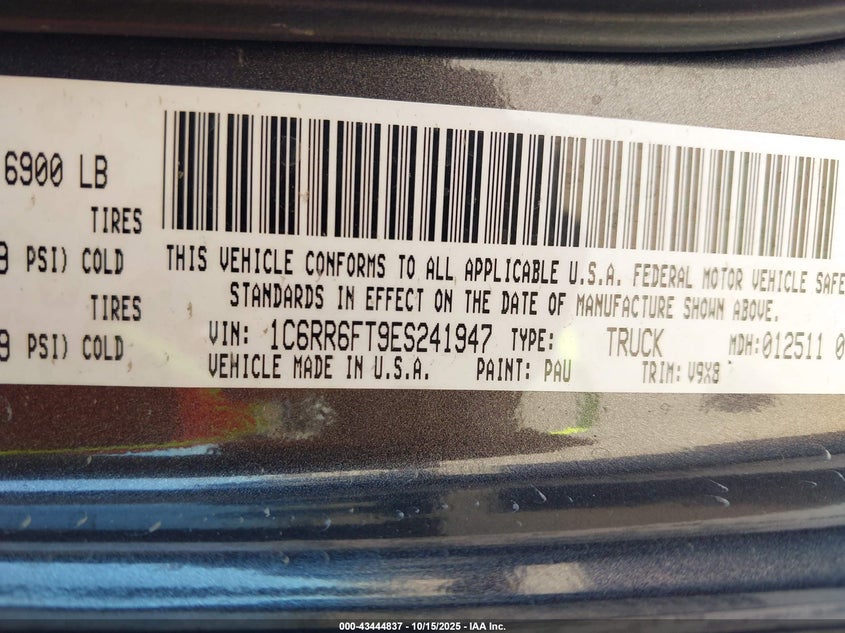 6900 LB
TIRES
PSI) COLD
THIS VEHICLE CONFORMS TO ALL APPLICABLE U.S.A. FEDERAL MOTOR VEHICLE SAFE
TIRES
STANDARDS IN EFFECT ON THE DATE OF MANUFACTURE SHOWN ABOVE.
PSI) COLD
VIN: 1C6RR6FT9ES241947 TYPE: TRUCK MDH:012511 0
VEHICLE MADE IN U.S.A. PAINT: PAU TRIM: V9X8
000-43444837 - 10/15/2025 - IAA Inc.